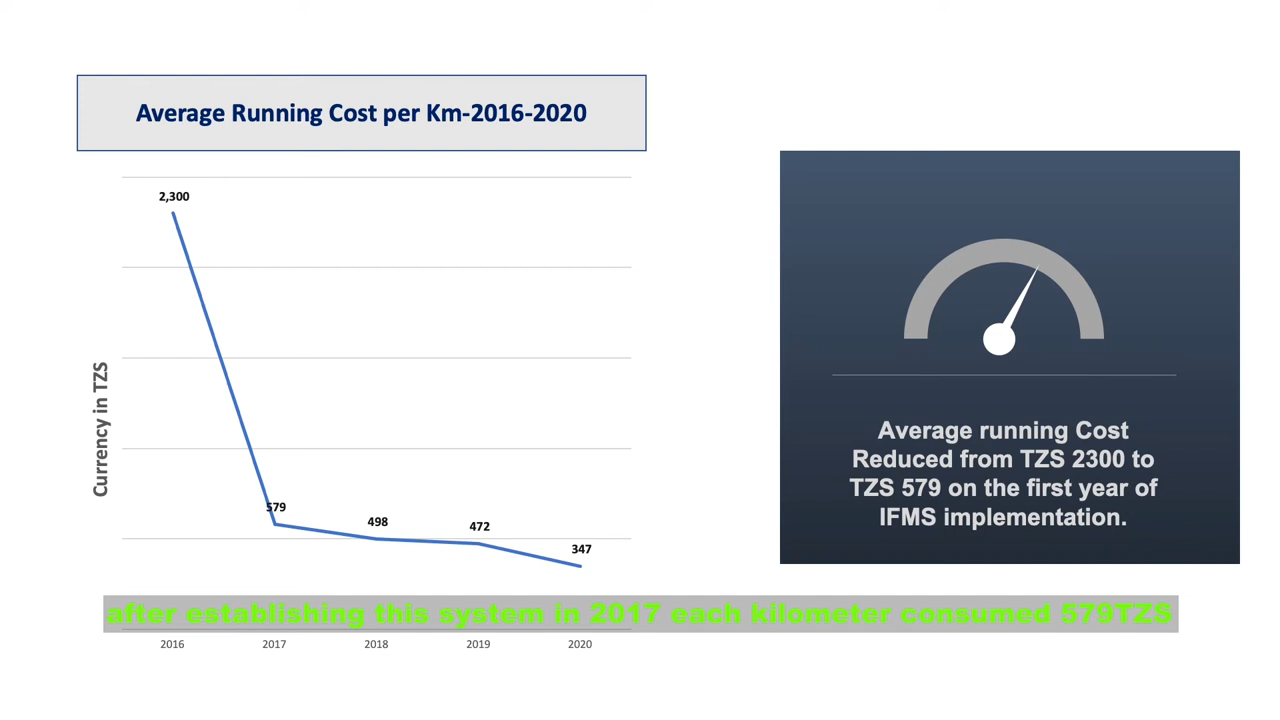 Average Running Cost per Km-2016-2020
2,300
579
498
472
347
Currency in TZS
2016
2017
2018
2019
2020
Average running Cost
Reduced from TZS 2300 to
TZS 579 on the first year of
IFMS implementation.
after establishing this system in 2017 each kilometer consumed 579TZS